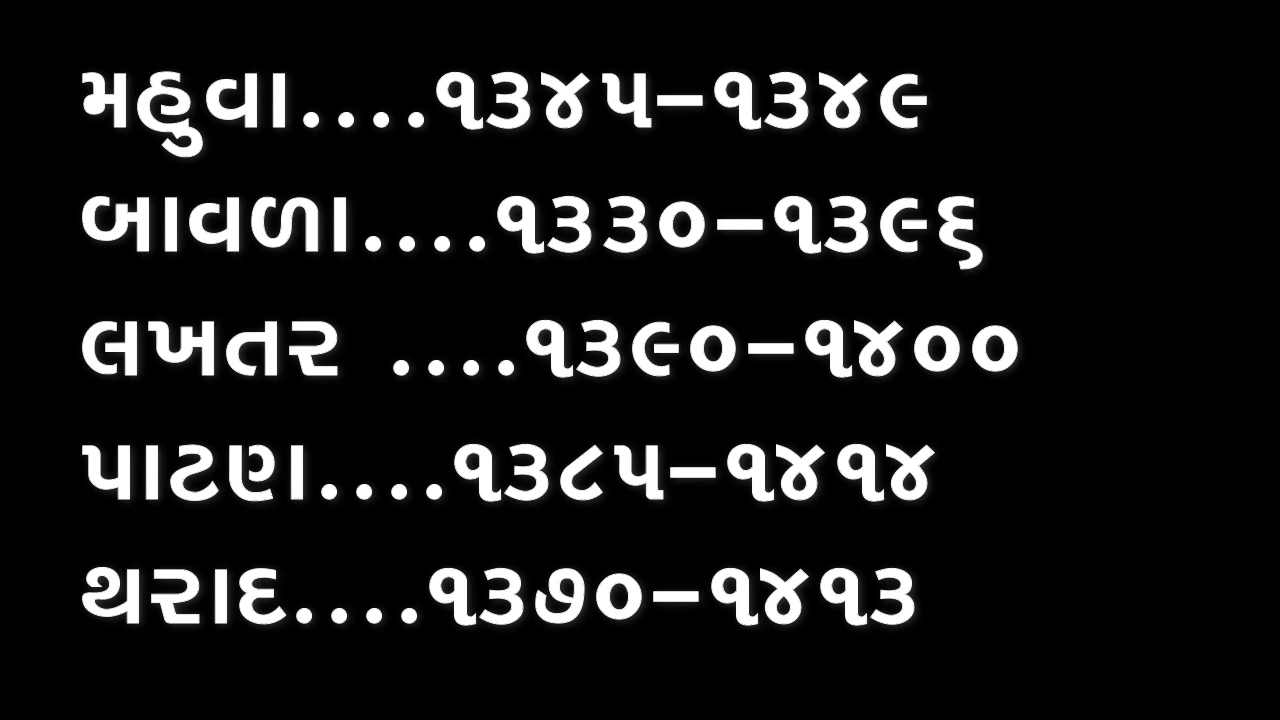 મહુવા....૧૩૪૫–૧૩૪૯
બાવળા....૧૩૩૦–૧૩૯૬
લખતર ....૧૩૯૦–૧૪૦૦
પાટણ....૧૩૮૫–૧૪૧૪
થરાદ....૧૩૭૦–૧૪૧૩